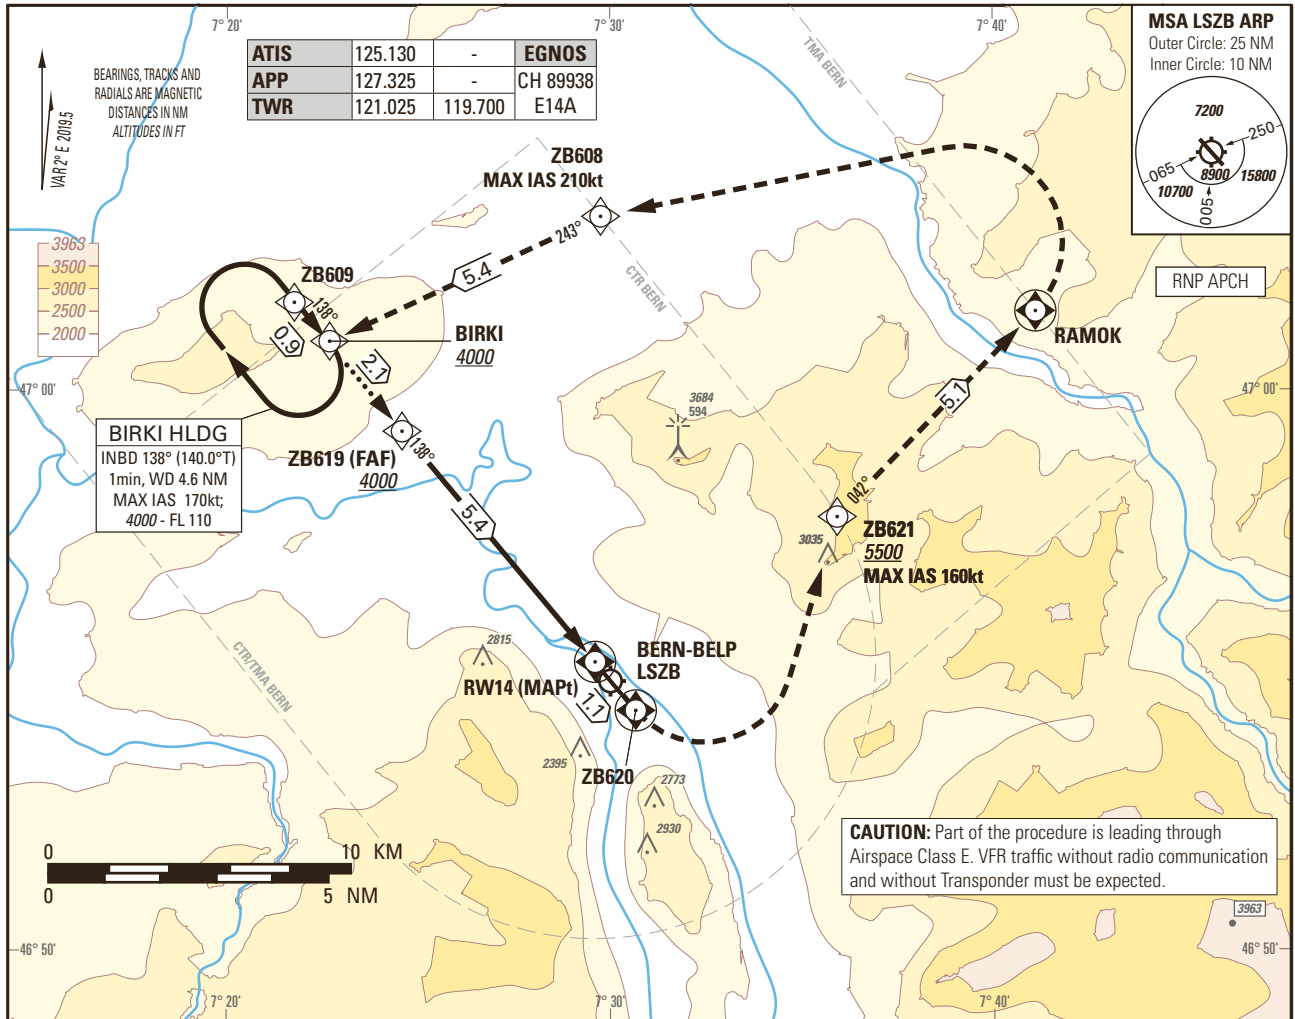 7° 20'
7° 30'
7° 40'
MSA LSZB ARP
Outer Circle: 25 NM
Inner Circle: 10 NM
7200
250
065
8900
15800
10700
005
VAR 2° E 2019.5
BEARINGS, TRACKS AND
RADIALS ARE MAGNETIC
DISTANCES IN NM
ALTITUDES IN FT
ATIS 125.130 - EGNOS
APP 127.325 - CH 89938
TWR 121.025 119.700 E14A
TMA BERN
ZB608
MAX IAS 210kt
243°
5.4
CTR BERN
3963
3500
3000
2500
2000
ZB609
138°
0.9
BIRKI
4000
2.1
RNP APCH
RAMOK
5.1
47° 00'
47° 00'
3684
594
BIRKI HLDG
INBD 138° (140.0°T)
1min, WD 4.6 NM
MAX IAS 170kt;
4000 - FL 110
ZB619 (FAF)
4000
138°
5.4
042°
ZB621
5500
MAX IAS 160kt
3035
CTR/TMA BERN
2815
BERN-BELP
LSZB
RW14 (MAPt)
1.1
2395
ZB620
2773
2930
0 10 KM
0 5 NM
CAUTION: Part of the procedure is leading through
Airspace Class E. VFR traffic without radio communication
and without Transponder must be expected.
3963
46° 50'
46° 50'
7° 20'
7° 30'
7° 40'